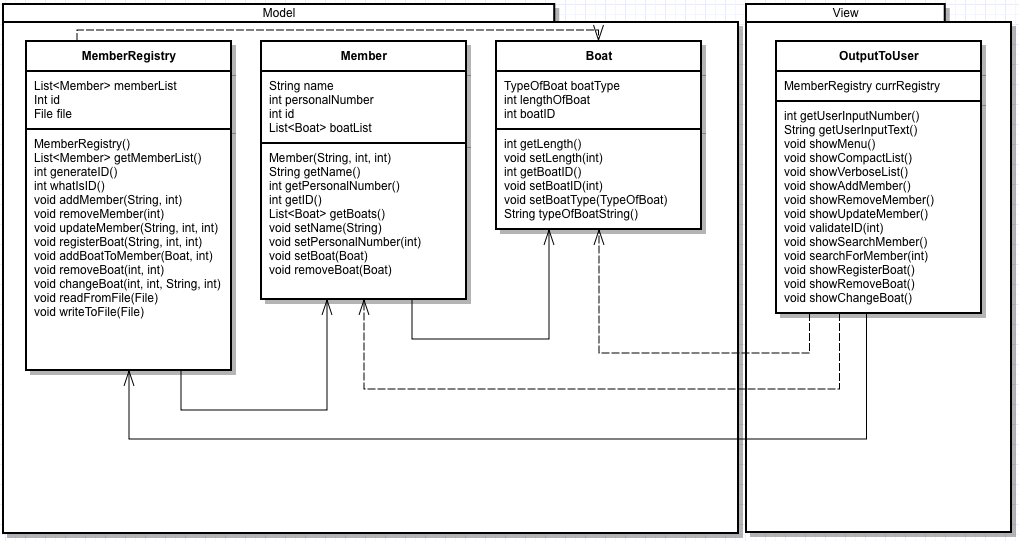 Model
MemberRegistry
List<Member> memberList
Int id
File file
MemberRegistry()
List<Member> getMemberList()
int generateID()
int whatIsID()
void addMember(String, int)
void removeMember(int)
void updateMember(String, int, int)
void registerBoat(String, int, int)
void addBoatToMember(Boat, int)
void removeBoat(int, int)
void changeBoat(int, int, String, int)
void readFromFile(File)
void writeToFile(File)
Member
String name
int personalNumber
int id
List<Boat> boatList
Member(String, int, int)
String getName()
int getPersonalNumber()
int getID()
List<Boat> getBoats()
void setName(String)
void setPersonalNumber(int)
void setBoat(Boat)
void removeBoat(Boat)
Boat
TypeOfBoat boatType
int lengthOfBoat
int boatID
int getLength()
void setLength(int)
int getBoatID()
void setBoatID(int)
void setBoatType(TypeOfBoat)
String typeOfBoatString()
View
OutputToUser
MemberRegistry currRegistry
int getUserInputNumber()
String getUserInputText()
void showMenu()
void showCompactList()
void showVerboseList()
void showAddMember()
void showRemoveMember()
void showUpdateMember()
void validateID(int)
void showSearchMember()
void searchForMember(int)
void showRegisterBoat()
void showRemoveBoat()
void showChangeBoat()